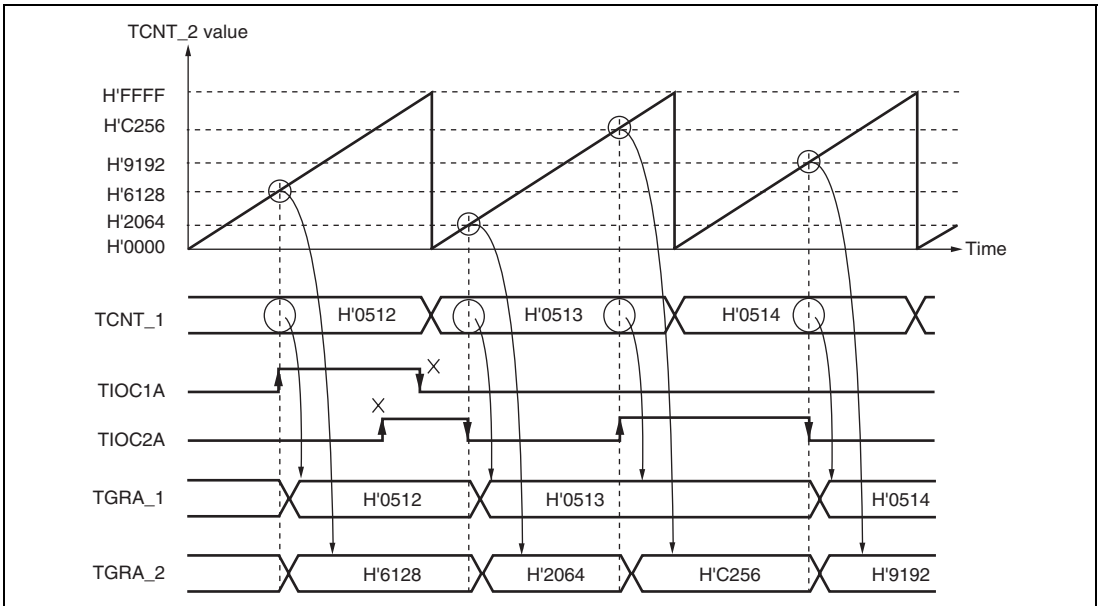 TCNT_2 value
H'FFFF
H'C256
H'9192
H'6128
H'2064
H'0000
Time
TCNT_1 H'0512 H'0513 H'0514
TIOC1A
TIOC2A
TGRA_1 H'0512 H'0513 H'0514
TGRA_2 H'6128 H'2064 H'C256 H'9192